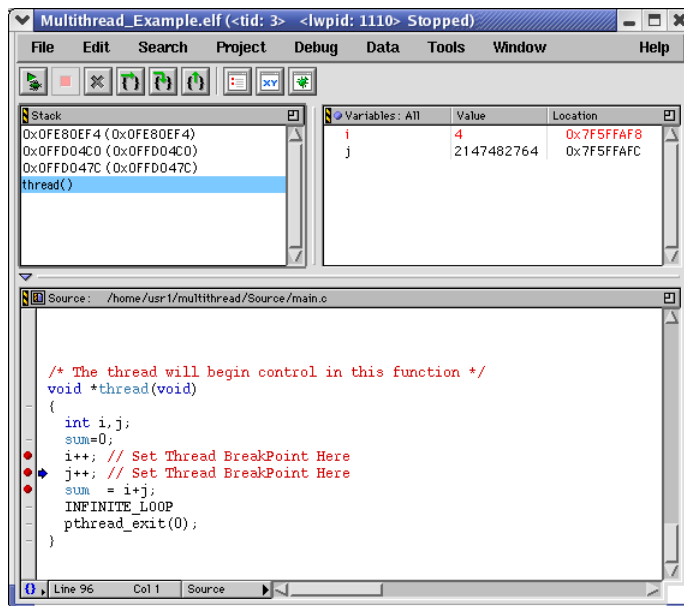 Multithread_Example.elf (<tid: 3> <lwpid: 1110> Stopped)
File Edit Search Project Debug Data Tools Window Help
Stack
0x0FE80EF4 (0x0FE80EF4)
0x0FFD04C0 (0x0FFD04C0)
0x0FFD047C (0x0FFD047C)
thread()
Variables: All Value Location
i 4 0x7F5FFAF8
j 2147482764 0x7F5FFAFC
Source: /home/usr1/multithread/Source/main.c
/* The thread will begin control in this function */
void *thread(void)
{
int i,j;
sum=0;
i++; // Set Thread BreakPoint Here
j++; // Set Thread BreakPoint Here
sum = i+j;
INFINITE_LOOP
pthread_exit(0);
}
Line 96 Col 1 Source